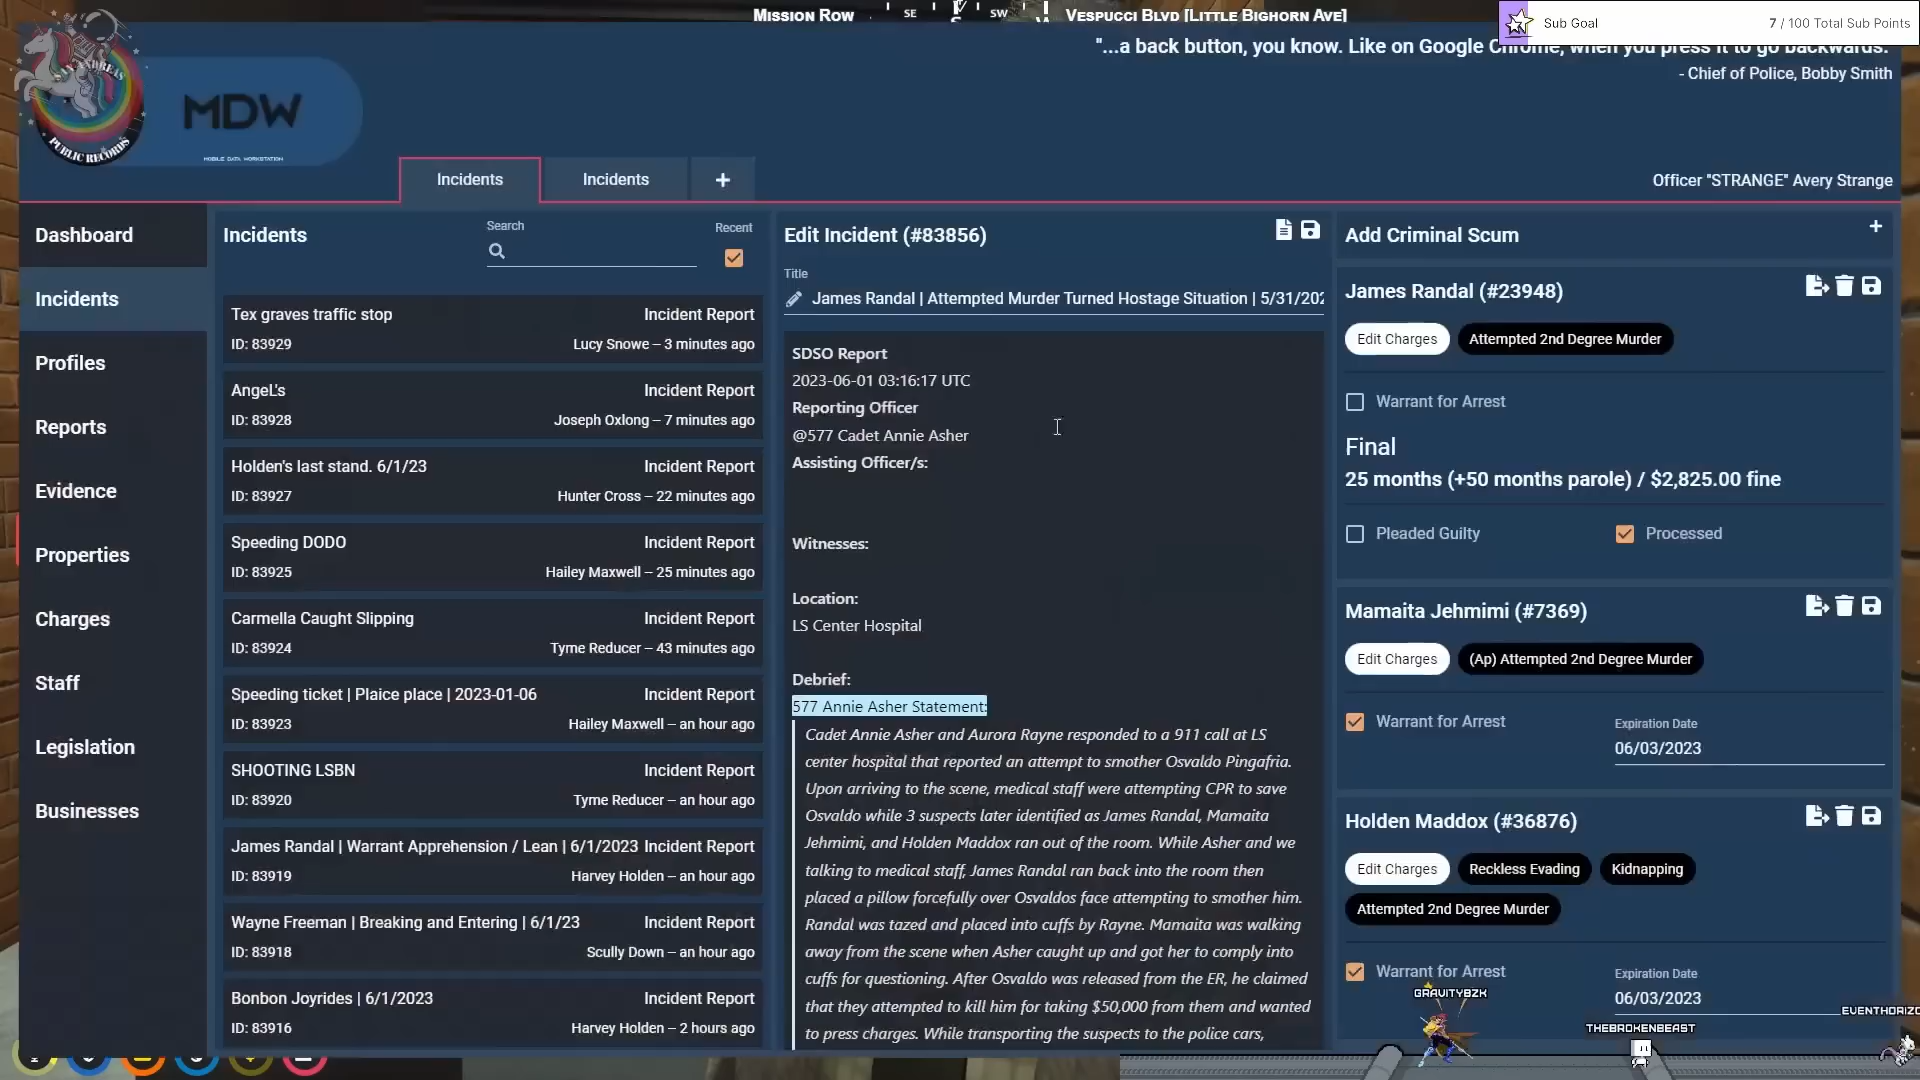 Mission Row
SE
SW
Vespucci Blvd [Little Bighorn Ave]
Sub Goal
7 / 100 Total Sub Points
"...a back button, you know. Like on Google Chrome, when you press it to go backwards."
- Chief of Police, Bobby Smith
SAN ANDREAS
PUBLIC RECORDS
MDW
MOBILE DATA WORKSTATION
Incidents
Incidents
+
Officer "STRANGE" Avery Strange
Dashboard
Incidents
Profiles
Reports
Evidence
Properties
Charges
Staff
Legislation
Businesses
Incidents
Search
Recent
Tex graves traffic stop
Incident Report
ID: 83929
Lucy Snowe – 3 minutes ago
AngeL's
Incident Report
ID: 83928
Joseph Oxlong – 7 minutes ago
Holden's last stand. 6/1/23
Incident Report
ID: 83927
Hunter Cross – 22 minutes ago
Speeding DODO
Incident Report
ID: 83925
Hailey Maxwell – 25 minutes ago
Carmella Caught Slipping
Incident Report
ID: 83924
Tyme Reducer – 43 minutes ago
Speeding ticket | Plaice place | 2023-01-06
Incident Report
ID: 83923
Hailey Maxwell – an hour ago
SHOOTING LSBN
Incident Report
ID: 83920
Tyme Reducer – an hour ago
James Randal | Warrant Apprehension / Lean | 6/1/2023
Incident Report
ID: 83919
Harvey Holden – an hour ago
Wayne Freeman | Breaking and Entering | 6/1/23
Incident Report
ID: 83918
Scully Down – an hour ago
Bonbon Joyrides | 6/1/2023
Incident Report
ID: 83916
Harvey Holden – 2 hours ago
Edit Incident (#83856)
Title
James Randal | Attempted Murder Turned Hostage Situation | 5/31/202
SDSO Report
2023-06-01 03:16:17 UTC
Reporting Officer
@577 Cadet Annie Asher
Assisting Officer/s:
Witnesses:
Location:
LS Center Hospital
Debrief:
577 Annie Asher Statement:
Cadet Annie Asher and Aurora Rayne responded to a 911 call at LS
center hospital that reported an attempt to smother Osvaldo Pingafria.
Upon arriving to the scene, medical staff were attempting CPR to save
Osvaldo while 3 suspects later identified as James Randal, Mamaita
Jehmimi, and Holden Maddox ran out of the room. While Asher and we
talking to medical staff, James Randal ran back into the room then
placed a pillow forcefully over Osvaldos face attempting to smother him.
Randal was tazed and placed into cuffs by Rayne. Mamaita was walking
away from the scene when Asher caught up and got her to comply into
cuffs for questioning. After Osvaldo was released from the ER, he claimed
that they attempted to kill him for taking $50,000 from them and wanted
to press charges. While transporting the suspects to the police cars,
Add Criminal Scum
+
James Randal (#23948)
Edit Charges
Attempted 2nd Degree Murder
Warrant for Arrest
Final
25 months (+50 months parole) / $2,825.00 fine
Pleaded Guilty
Processed
Mamaita Jehmimi (#7369)
Edit Charges
(Ap) Attempted 2nd Degree Murder
Warrant for Arrest
Expiration Date
06/03/2023
Holden Maddox (#36876)
Edit Charges
Reckless Evading
Kidnapping
Attempted 2nd Degree Murder
Warrant for Arrest
Expiration Date
06/03/2023
GRAVITYBZK
THEBROKENBEAST
EVENTHORIZO